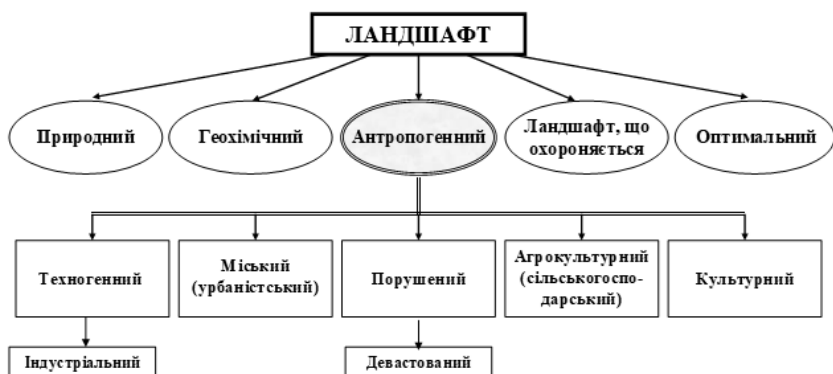 ЛАНДШАФТ
Природний
Геохімічний
Антропогенний
Ландшафт, що
охороняється
Оптимальний
Техногенний
Міський
(урбаністський)
Порушений
Агрокультурний
(сільськогоспо-
дарський)
Культурний
Індустріальний
Девастований